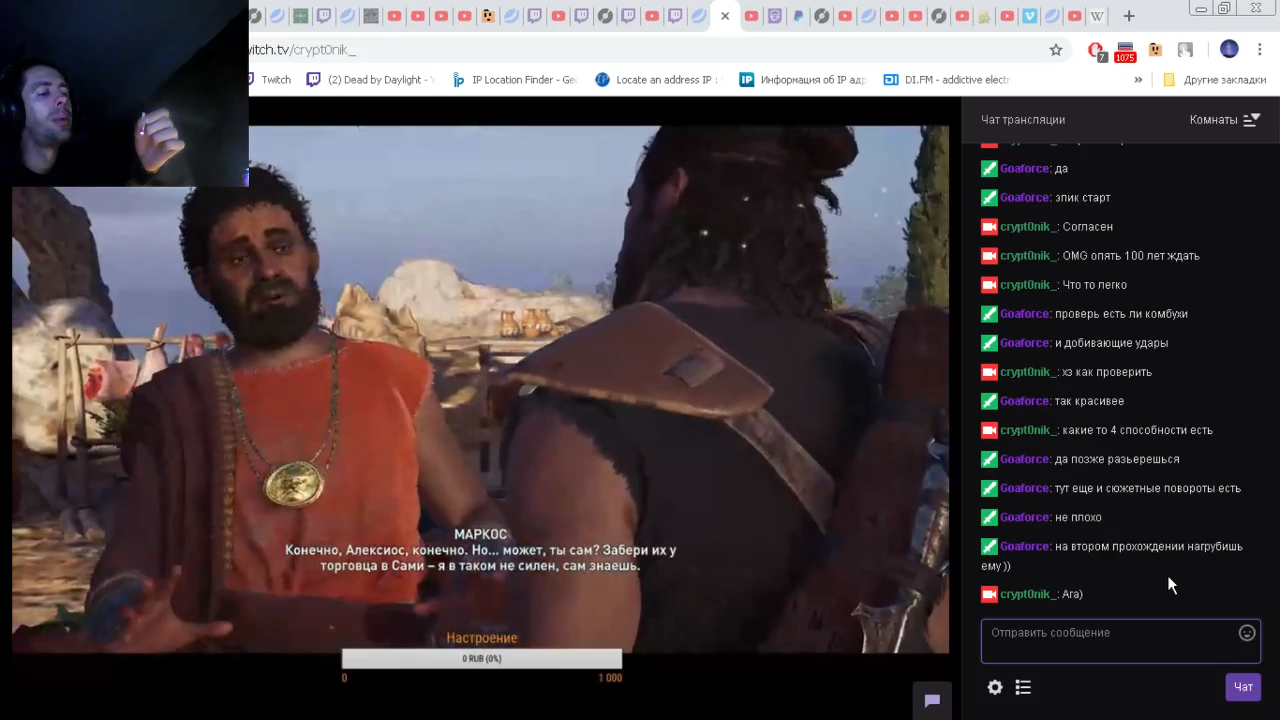 witch.tv/crypt0nik_
7
1075
Twitch
(2) Dead by Daylight -
IP Location Finder - Geo
Locate an address IP :
Информация об IP ад
DI.FM - addictive electr
»
Другие закладки
Чат трансляции
Комнаты
Goaforce: да
Goaforce: эпик старт
crypt0nik_: Согласен
crypt0nik_: OMG опять 100 лет ждать
crypt0nik_: Что то легко
Goaforce: проверь есть ли комбухи
Goaforce: и добивающие удары
crypt0nik_: хз как проверить
Goaforce: так красивее
crypt0nik_: какие то 4 способности есть
Goaforce: да позже разьерешься
Goaforce: тут еще и сюжетные повороты есть
Goaforce: не плохо
Goaforce: на втором прохождении нагрубишь
ему ))
crypt0nik_: Ага)
Отправить сообщение
Чат
МАРКОС
Конечно, Алексиос, конечно. Но... может, ты сам? Забери их у
торговца в Сами – я в таком не силен, сам знаешь.
Настроение
0 RUB (0%)
0
1 000